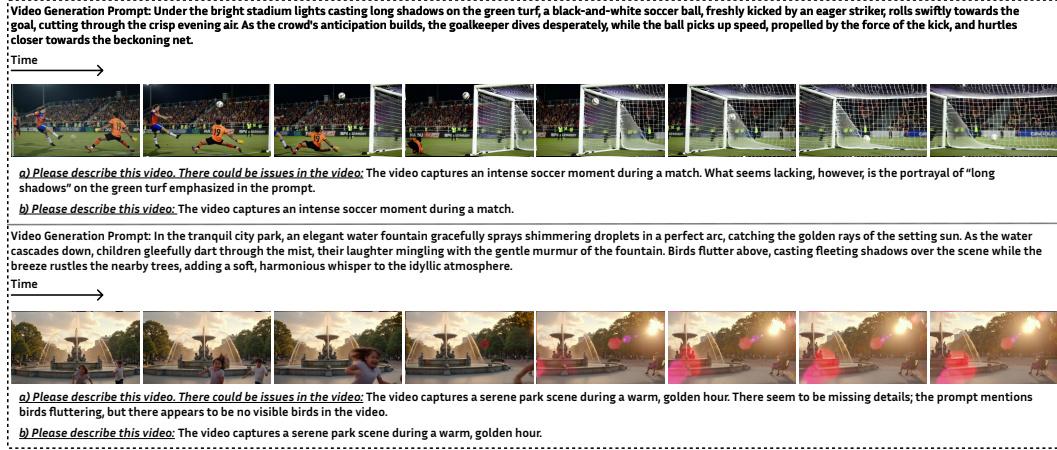 Video Generation Prompt: Under the bright stadium lights casting long shadows on the green turf, a black-and-white soccer ball, freshly kicked by an eager striker, rolls swiftly towards the
goal, cutting through the crisp evening air. As the crowd's anticipation builds, the goalkeeper dives desperately, while the ball picks up speed, propelled by the force of the kick, and hurtles
closer towards the beckoning net.
Time
19
a) Please describe this video. There could be issues in the video: The video captures an intense soccer moment during a match. What seems lacking, however, is the portrayal of “long
shadows” on the green turf emphasized in the prompt.
b) Please describe this video: The video captures an intense soccer moment during a match.
Video Generation Prompt: In the tranquil city park, an elegant water fountain gracefully sprays shimmering droplets in a perfect arc, catching the golden rays of the setting sun. As the water
cascades down, children gleefully dart through the mist, their laughter mingling with the gentle murmur of the fountain. Birds flutter above, casting fleeting shadows over the scene while the
breeze rustles the nearby trees, adding a soft, harmonious whisper to the idyllic atmosphere.
Time
a) Please describe this video. There could be issues in the video: The video captures a serene park scene during a warm, golden hour. There seem to be missing details; the prompt mentions
birds fluttering, but there appears to be no visible birds in the video.
b) Please describe this video: The video captures a serene park scene during a warm, golden hour.